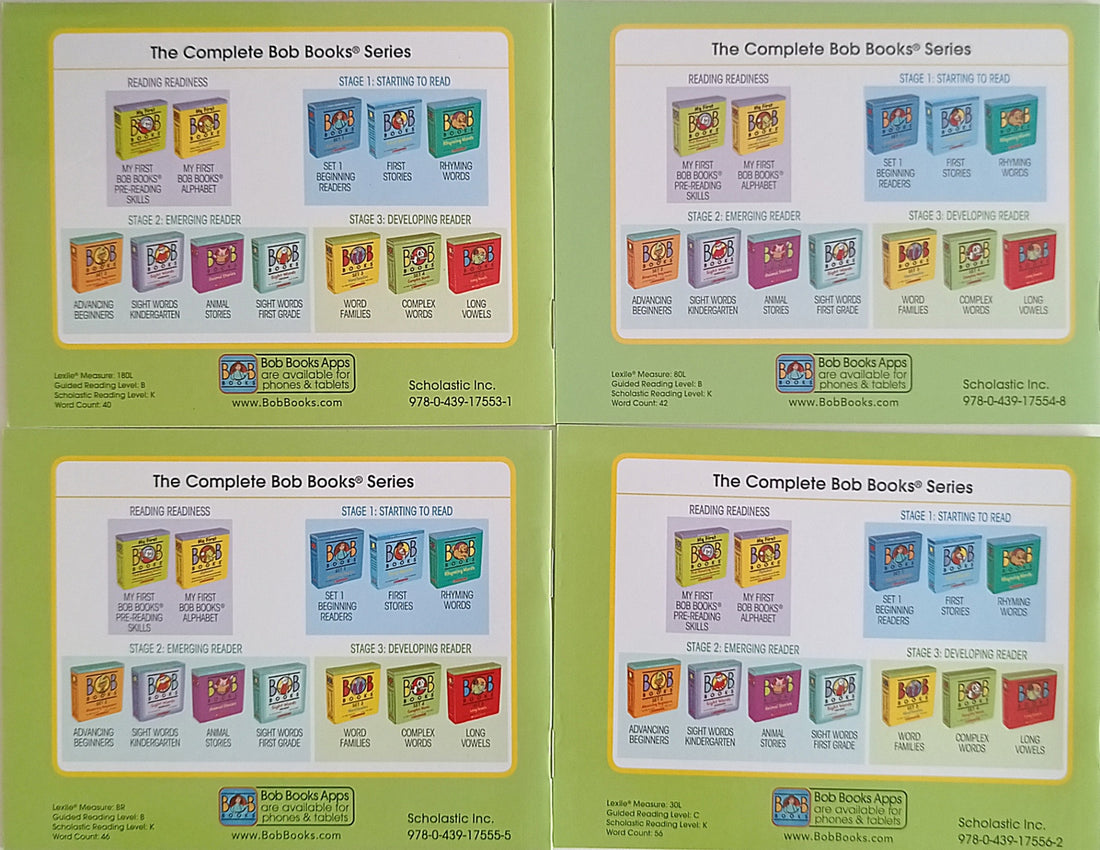 The Complete Bob Books® Series
READING READINESS
MY FIRST
BOB BOOKS®
PRE-READING
SKILLS
MY FIRST
BOB BOOKS®
ALPHABET
STAGE 1: STARTING TO READ
SET 1
BEGINNING
READERS
FIRST
STORIES
RHYMING
WORDS
STAGE 2: EMERGING READER
ADVANCING
BEGINNERS
SIGHT WORDS
KINDERGARTEN
ANIMAL
STORIES
SIGHT WORDS
FIRST GRADE
STAGE 3: DEVELOPING READER
WORD
FAMILIES
COMPLEX
WORDS
LONG
VOWELS
Lexile® Measure: 180L
Guided Reading Level: B
Scholastic Reading Level: K
Word Count: 40
BOB
BOOKS
Bob Books Apps
are available for
phones & tablets
www.BobBooks.com
Scholastic Inc.
978-0-439-17553-1
The Complete Bob Books® Series
READING READINESS
MY FIRST
BOB BOOKS®
PRE-READING
SKILLS
MY FIRST
BOB BOOKS®
ALPHABET
STAGE 1: STARTING TO READ
SET 1
BEGINNING
READERS
FIRST
STORIES
RHYMING
WORDS
STAGE 2: EMERGING READER
ADVANCING
BEGINNERS
SIGHT WORDS
KINDERGARTEN
ANIMAL
STORIES
SIGHT WORDS
FIRST GRADE
STAGE 3: DEVELOPING READER
WORD
FAMILIES
COMPLEX
WORDS
LONG
VOWELS
Lexile® Measure: 80L
Guided Reading Level: B
Scholastic Reading Level: K
Word Count: 42
BOB
BOOKS
Bob Books Apps
are available for
phones & tablets
www.BobBooks.com
Scholastic Inc.
978-0-439-17554-8
The Complete Bob Books® Series
READING READINESS
MY FIRST
BOB BOOKS®
PRE-READING
SKILLS
MY FIRST
BOB BOOKS®
ALPHABET
STAGE 1: STARTING TO READ
SET 1
BEGINNING
READERS
FIRST
STORIES
RHYMING
WORDS
STAGE 2: EMERGING READER
ADVANCING
BEGINNERS
SIGHT WORDS
KINDERGARTEN
ANIMAL
STORIES
SIGHT WORDS
FIRST GRADE
STAGE 3: DEVELOPING READER
WORD
FAMILIES
COMPLEX
WORDS
LONG
VOWELS
Lexile® Measure: BR
Guided Reading Level: B
Scholastic Reading Level: K
Word Count: 46
BOB
BOOKS
Bob Books Apps
are available for
phones & tablets
www.BobBooks.com
Scholastic Inc.
978-0-439-17555-5
The Complete Bob Books® Series
READING READINESS
MY FIRST
BOB BOOKS®
PRE-READING
SKILLS
MY FIRST
BOB BOOKS®
ALPHABET
STAGE 1: STARTING TO READ
SET 1
BEGINNING
READERS
FIRST
STORIES
RHYMING
WORDS
STAGE 2: EMERGING READER
ADVANCING
BEGINNERS
SIGHT WORDS
KINDERGARTEN
ANIMAL
STORIES
SIGHT WORDS
FIRST GRADE
STAGE 3: DEVELOPING READER
WORD
FAMILIES
COMPLEX
WORDS
LONG
VOWELS
Lexile® Measure: 30L
Guided Reading Level: C
Scholastic Reading Level: K
Word Count: 56
BOB
BOOKS
Bob Books Apps
are available for
phones & tablets
www.BobBooks.com
Scholastic Inc.
978-0-439-17556-2